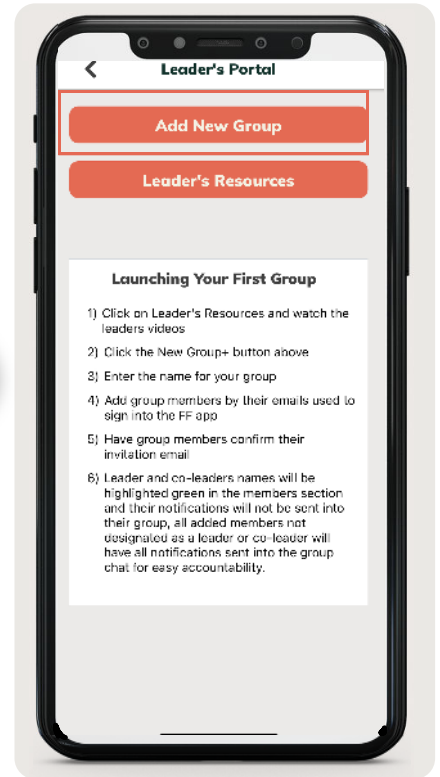 Leader's Portal
Add New Group
Leader's Resources
Launching Your First Group
1) Click on Leader's Resources and watch the
leaders videos
2) Click the New Group+ button above
3) Enter the name for your group
4) Add group members by their emails used to
sign into the FF app
5) Have group members confirm their
invitation email
6) Leader and co-leaders names will be
highlighted green in the members section
and their notifications will not be sent into
their group, all added members not
designated as a leader or co-leader will
have all notifications sent into the group
chat for easy accountability.